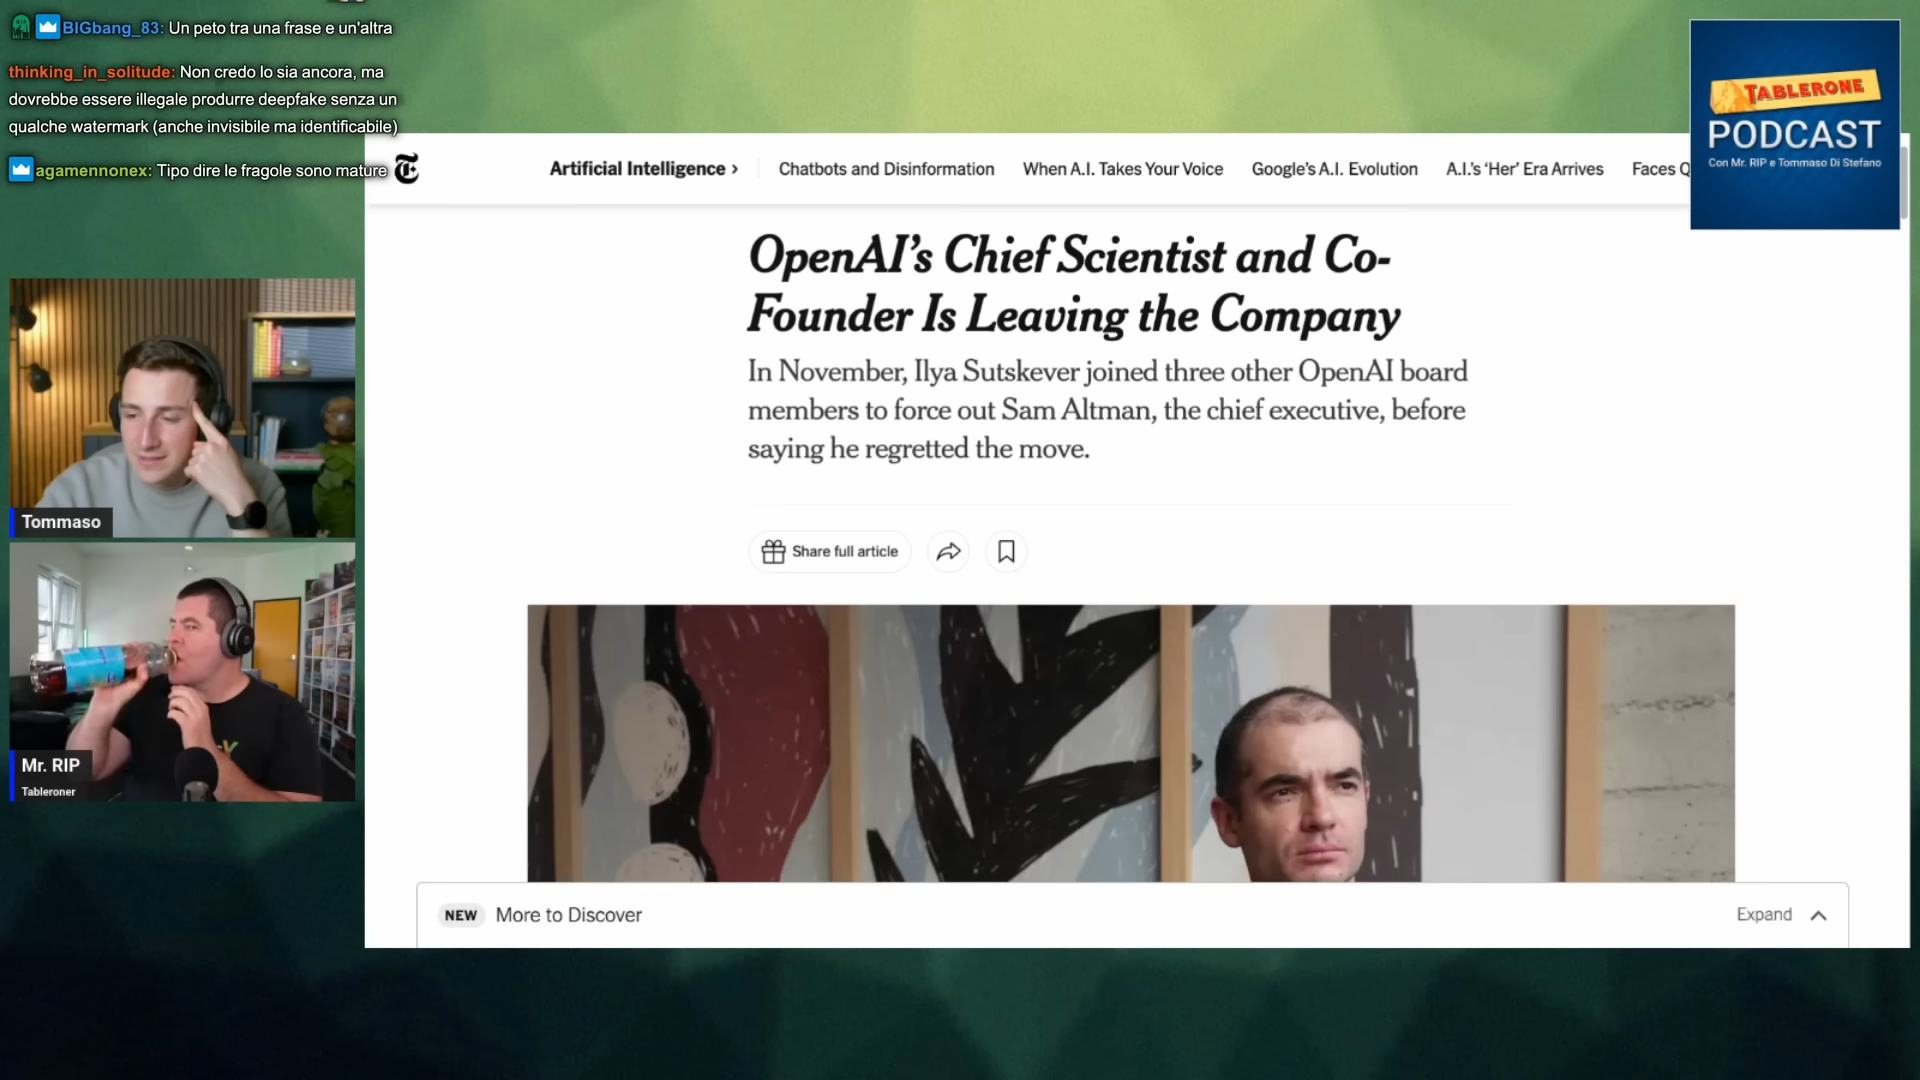 BIGbang_83: Un peto tra una frase e un'altra
thinking_in_solitude: Non credo lo sia ancora, ma
dovrebbe essere illegale produrre deepfake senza un
qualche watermark (anche invisibile ma identificabile)
agamennonex: Tipo dire le fragole sono mature
TABLERONE
PODCAST
Con Mr. RIP e Tommaso Di Stefano
T
Artificial Intelligence ›
Chatbots and Disinformation
When A.I. Takes Your Voice
Google's A.I. Evolution
A.I.'s ‘Her’ Era Arrives
Faces Q
OpenAI’s Chief Scientist and Co-
Founder Is Leaving the Company
In November, Ilya Sutskever joined three other OpenAI board
members to force out Sam Altman, the chief executive, before
saying he regretted the move.
Share full article
Tommaso
Mr. RIP
Tableroner
NEW More to Discover
Expand